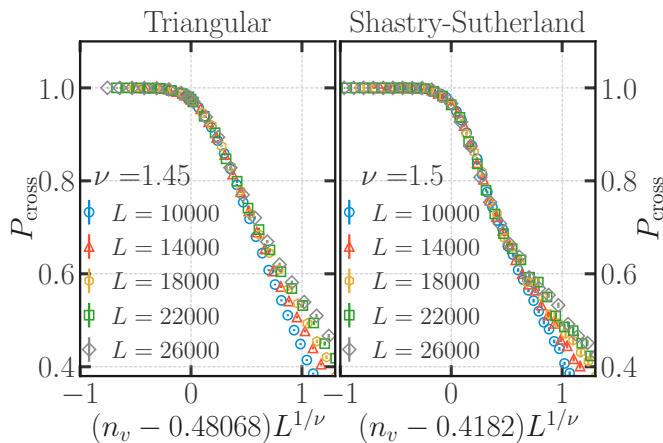 Triangular
Shastry-Sutherland
P_cross
1.0
0.8
0.6
0.4
ν =1.45
L = 10000
L = 14000
L = 18000
L = 22000
L = 26000
−1
0
1
(n_v − 0.48068)L^{1/ν}
ν =1.5
L = 10000
L = 14000
L = 18000
L = 22000
L = 26000
−1
0
1
(n_v − 0.4182)L^{1/ν}
1.0
0.8
0.6
0.4
P_cross